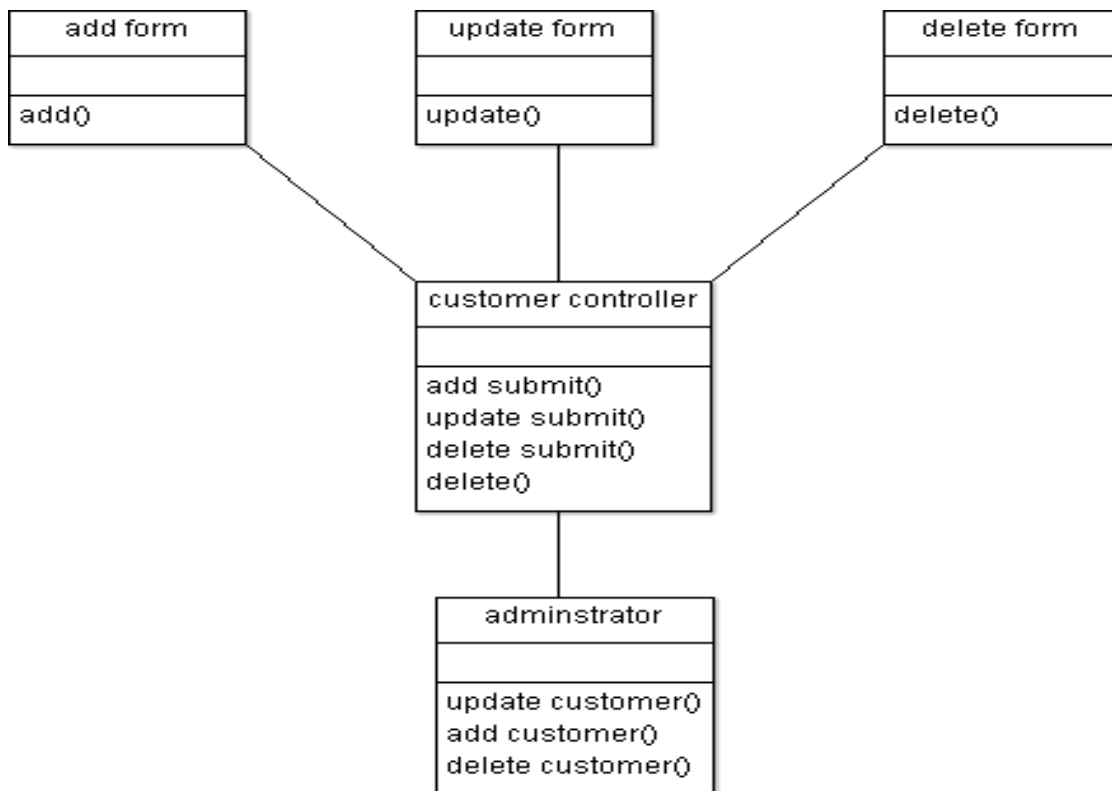 add form
add()
update form
update()
delete form
delete()
customer controller
add submit()
update submit()
delete submit()
delete()
adminstrator
update customer()
add customer()
delete customer()